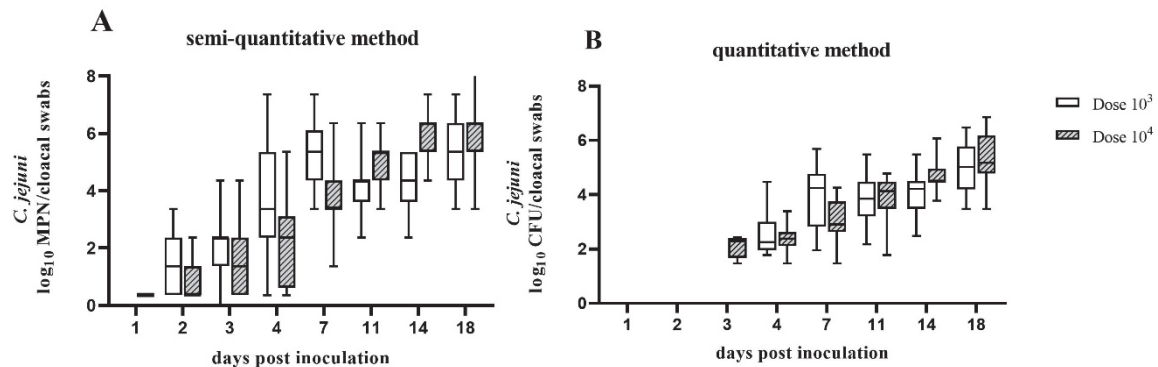 A
semi-quantitative method
C. jejuni
log10 MPN/cloacal swabs
8
6
4
2
0
1 2 3 4 7 11 14 18
days post inoculation
B
quantitative method
C. jejuni
log10 CFU/cloacal swabs
8
6
4
2
0
1 2 3 4 7 11 14 18
days post inoculation
Dose 10³
Dose 10⁴